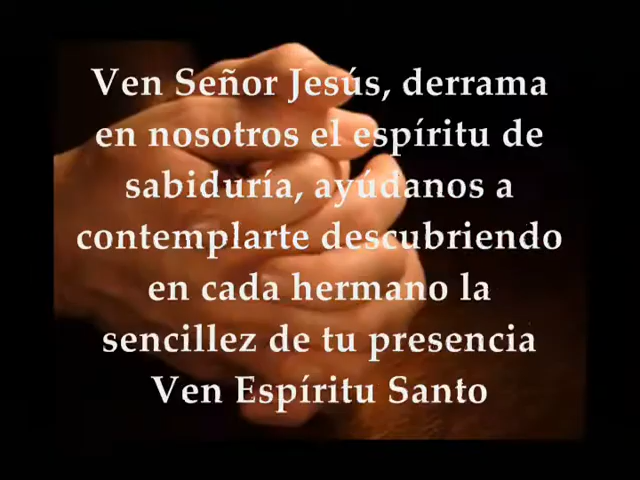 Ven Señor Jesús, derrama
en nosotros el espíritu de
sabiduría, ayúdanos a
contemplarte descubriendo
en cada hermano la
sencillez de tu presencia
Ven Espíritu Santo